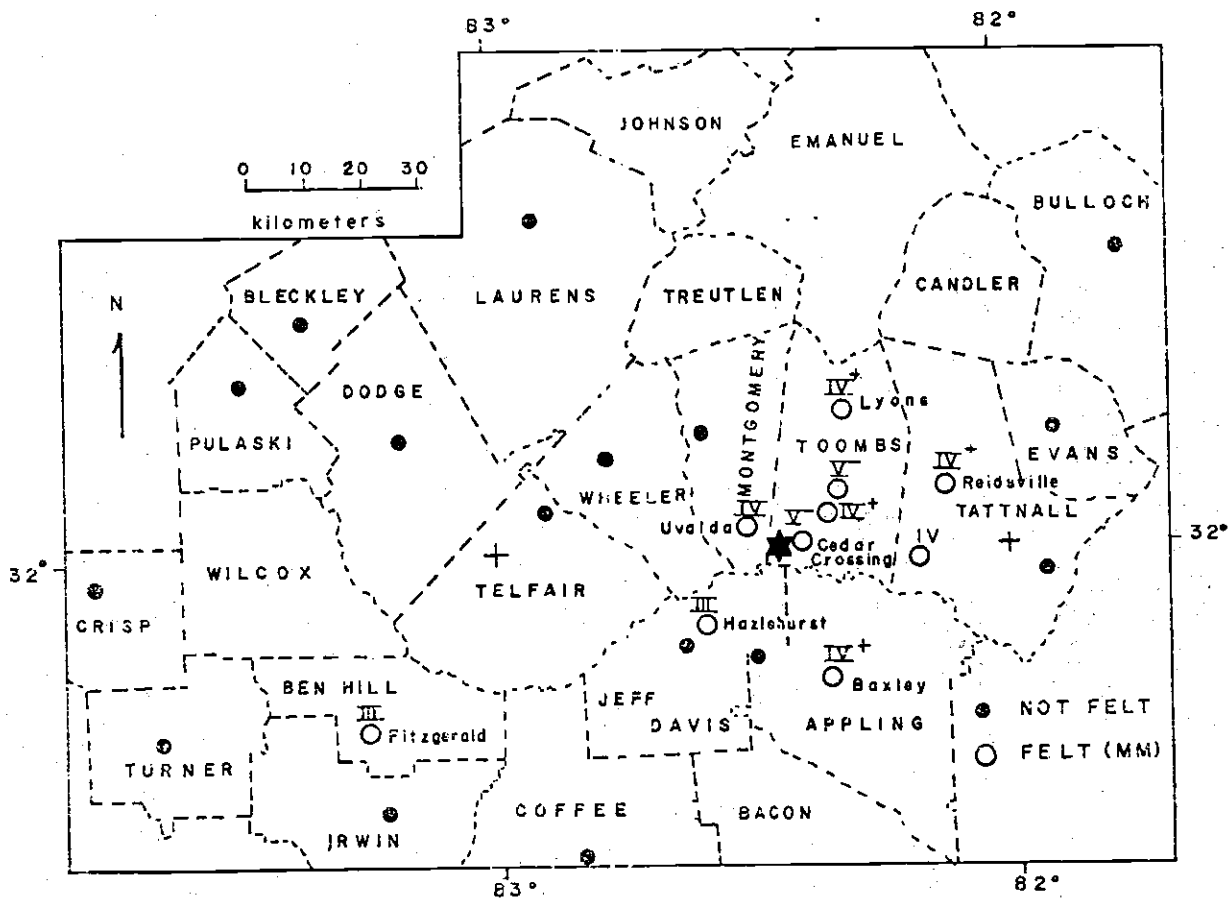 83°
82°
JOHNSON
EMANUEL
0 10 20 30
kilometers
BULLOCH
N
BLECKLEY
LAURENS
TREUTLEN
CANDLER
MONTGOMERY
DODGE
IV+
Lyons
PULASKI
TOOMBS
EVANS
IV+
Reidsville
V-
WHEELER
IV
Uvalda
V-
IV+
TATTNALL
IV
Cedar
Crossing
32°
32°
WILCOX
TELFAIR
CRISP
III
Hazlehurst
IV+
Baxley
BEN HILL
JEFF
DAVIS
APPLING
NOT FELT
III
Fitzgerald
FELT (MM)
TURNER
COFFEE
BACON
IRWIN
83°
82°